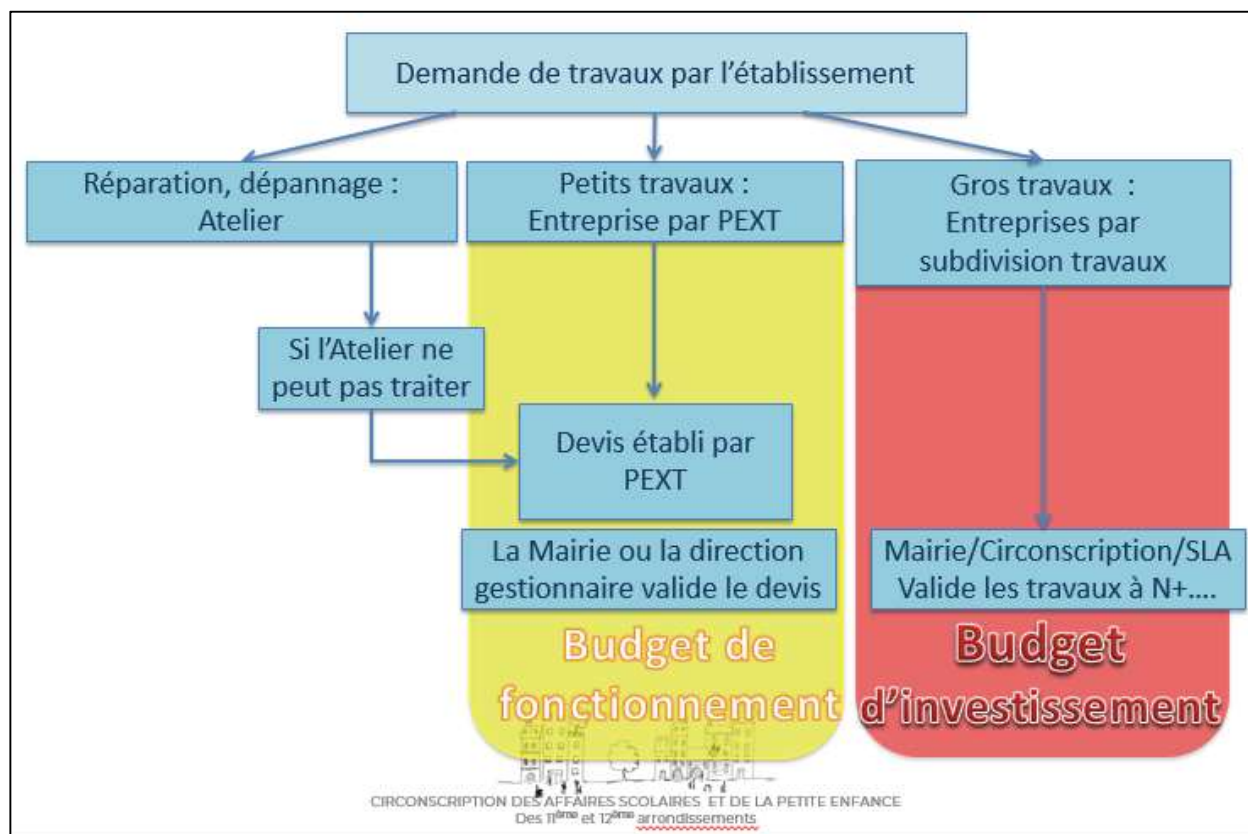 Demande de travaux par l'établissement
Réparation, dépannage :
Atelier
Petits travaux :
Entreprise par PEXT
Gros travaux :
Entreprises par
subdivision travaux
Si l'Atelier ne
peut pas traiter
Devis établi par
PEXT
La Mairie ou la direction
gestionnaire valide le devis
Mairie/Circonscription/SLA
Valide les travaux à N+....
Budget de
fonctionnement
Budget
d'investissement
CIRCONSCRIPTION DES AFFAIRES SCOLAIRES ET DE LA PETITE ENFANCE
Des 11ème et 12ème arrondissements